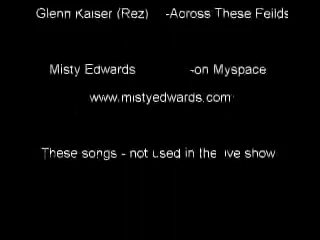 Glenn Kaiser (Rez) -Across These Feilds
Misty Edwards -on Myspace
www.mistyedwards.com
These songs - not used in the live show